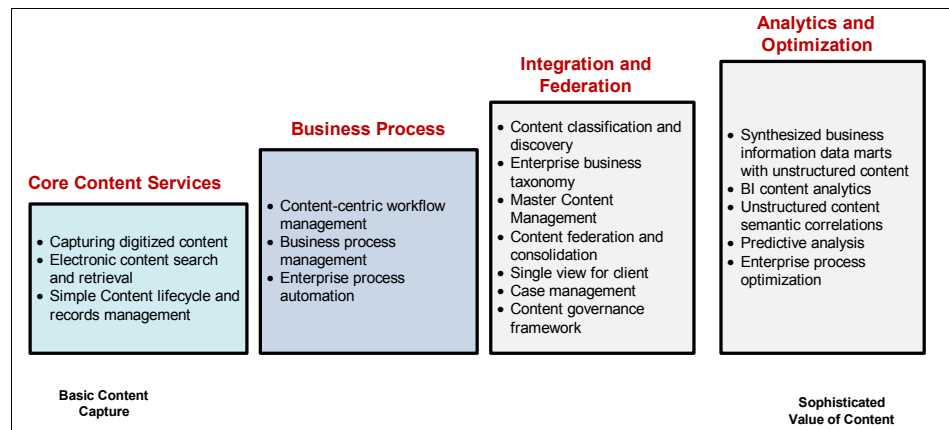 Core Content Services
• Capturing digitized content
• Electronic content search
and retrieval
• Simple Content lifecycle and
records management
Business Process
• Content-centric workflow
management
• Business process
management
• Enterprise process
automation
Integration and
Federation
• Content classification and
discovery
• Enterprise business
taxonomy
• Master Content
Management
• Content federation and
consolidation
• Single view for client
• Case management
• Content governance
framework
Analytics and
Optimization
• Synthesized business
information data marts
with unstructured content
• BI content analytics
• Unstructured content
semantic correlations
• Predictive analysis
• Enterprise process
optimization
Basic Content
Capture
Sophisticated
Value of Content